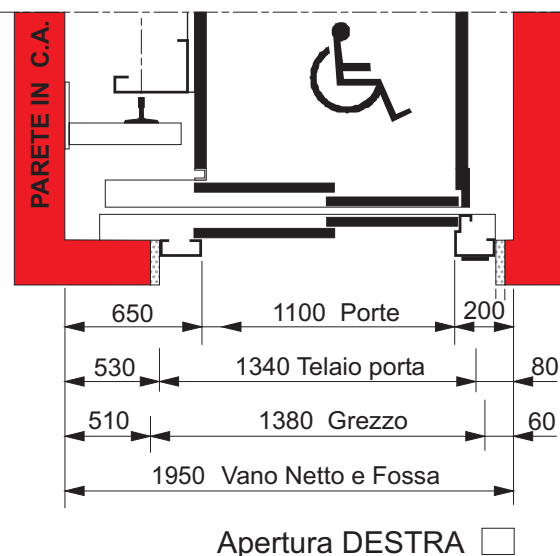 PARETE IN C.A.
650 1100 Porte 200
530 1340 Telaio porta 80
510 1380 Grezzo 60
1950 Vano Netto e Fossa
Apertura DESTRA